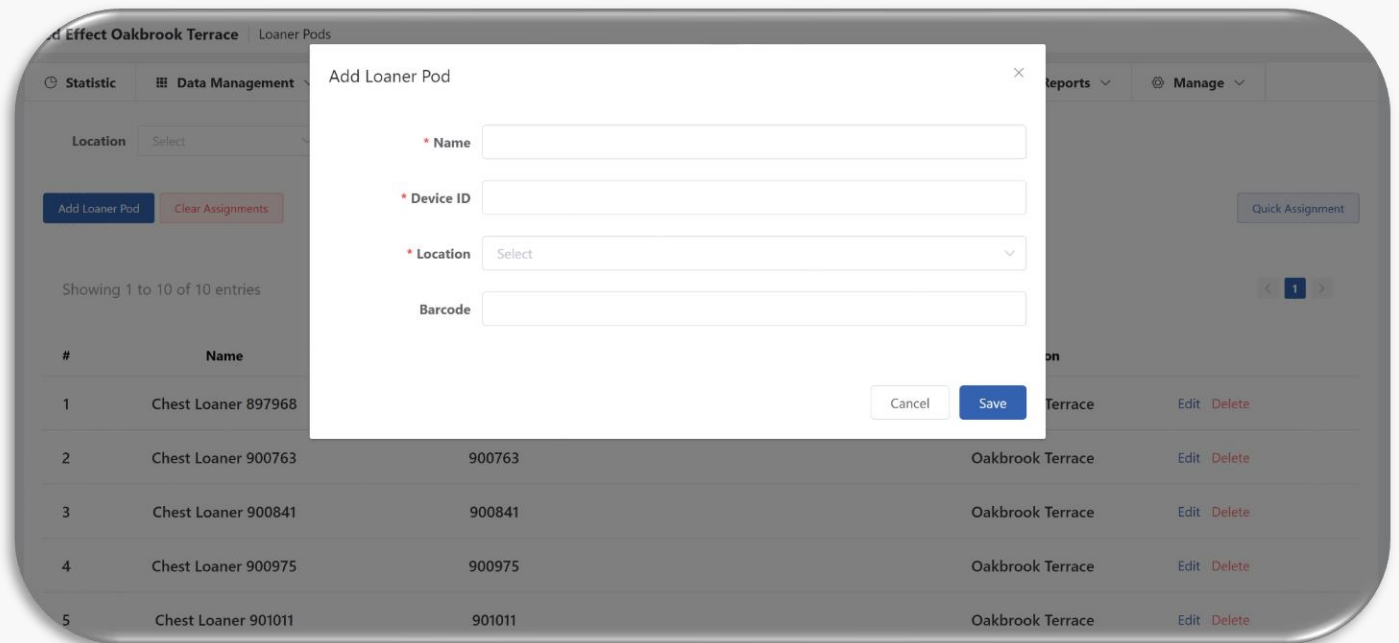 Effect Oakbrook Terrace Loaner Pods
Statistic Data Management Reports Manage
Add Loaner Pod
Location Select
* Name
Add Loaner Pod Clear Assignments Quick Assignment
* Device ID
* Location Select
Showing 1 to 10 of 10 entries 1
Barcode
# Name
Cancel Save
1 Chest Loaner 897968 Terrace Edit Delete
2 Chest Loaner 900763 900763 Oakbrook Terrace Edit Delete
3 Chest Loaner 900841 900841 Oakbrook Terrace Edit Delete
4 Chest Loaner 900975 900975 Oakbrook Terrace Edit Delete
5 Chest Loaner 901011 901011 Oakbrook Terrace Edit Delete